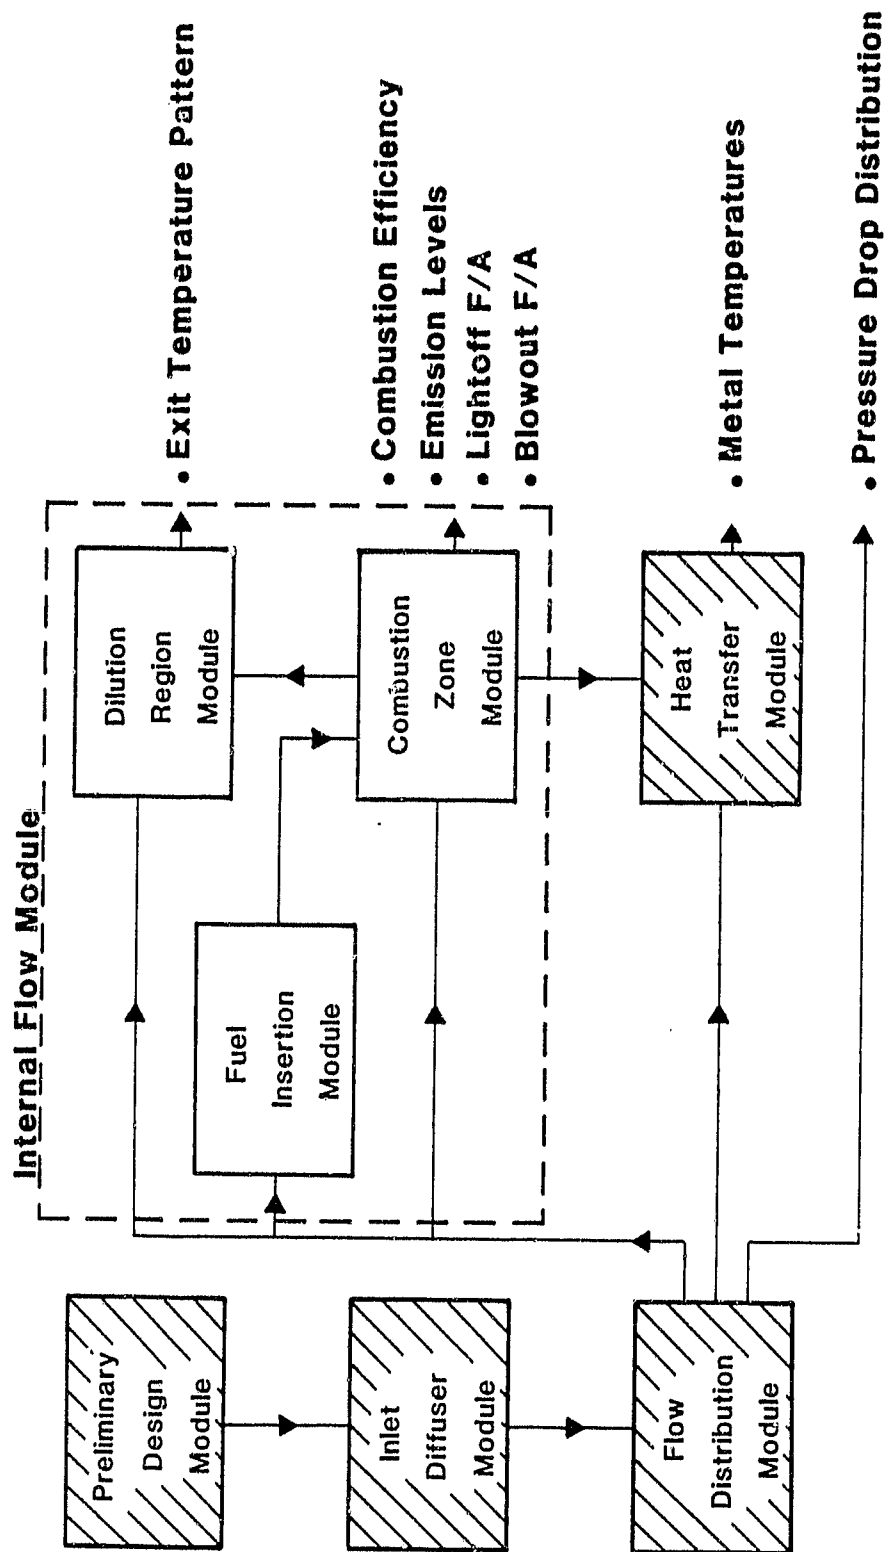 Internal Flow Module
Preliminary
Design
Module
Inlet
Diffuser
Module
Flow
Distribution
Module
Fuel
Insertion
Module
Dilution
Region
Module
Combustion
Zone
Module
Heat
Transfer
Module
• Exit Temperature Pattern
• Combustion Efficiency
• Emission Levels
• Lightoff F/A
• Blowout F/A
• Metal Temperatures
• Pressure Drop Distribution